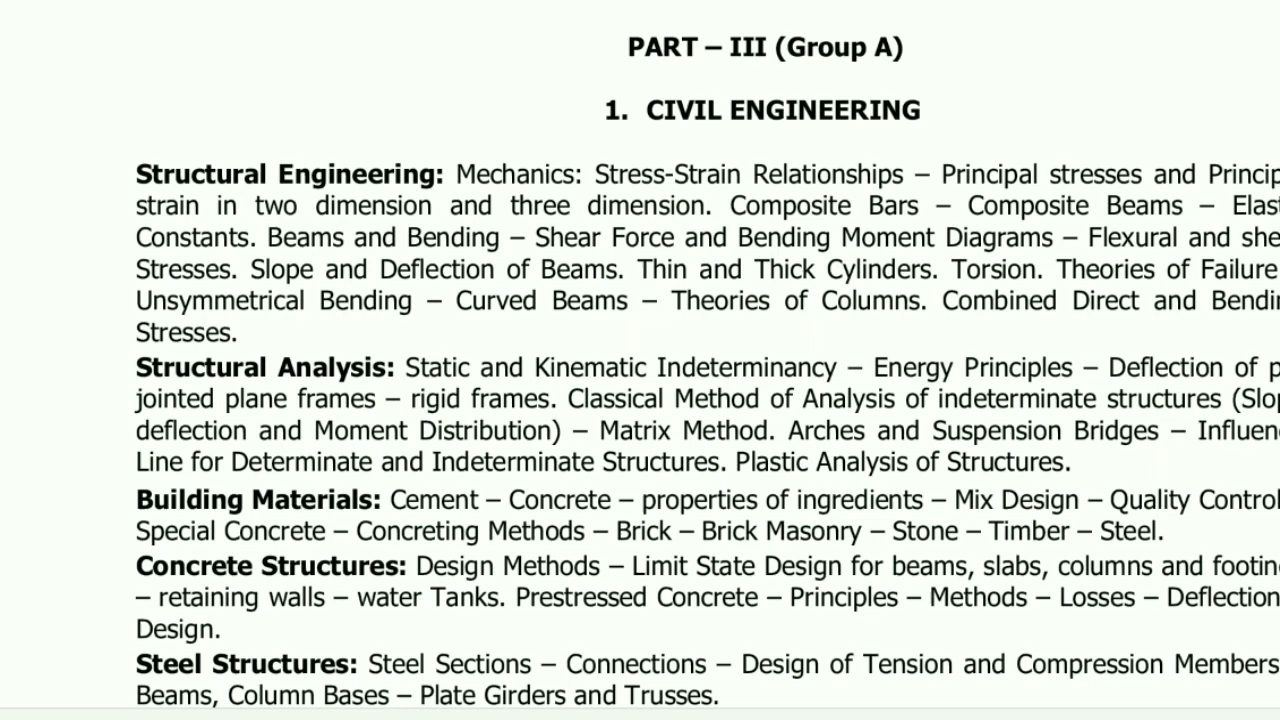 PART – III (Group A)
1. CIVIL ENGINEERING
Structural Engineering: Mechanics: Stress-Strain Relationships – Principal stresses and Princip
strain in two dimension and three dimension. Composite Bars – Composite Beams – Elast
Constants. Beams and Bending – Shear Force and Bending Moment Diagrams – Flexural and she
Stresses. Slope and Deflection of Beams. Thin and Thick Cylinders. Torsion. Theories of Failure
Unsymmetrical Bending – Curved Beams – Theories of Columns. Combined Direct and Bendin
Stresses.
Structural Analysis: Static and Kinematic Indeterminancy – Energy Principles – Deflection of p
jointed plane frames – rigid frames. Classical Method of Analysis of indeterminate structures (Slop
deflection and Moment Distribution) – Matrix Method. Arches and Suspension Bridges – Influenc
Line for Determinate and Indeterminate Structures. Plastic Analysis of Structures.
Building Materials: Cement – Concrete – properties of ingredients – Mix Design – Quality Control
Special Concrete – Concreting Methods – Brick – Brick Masonry – Stone – Timber – Steel.
Concrete Structures: Design Methods – Limit State Design for beams, slabs, columns and footin
– retaining walls – water Tanks. Prestressed Concrete – Principles – Methods – Losses – Deflection
Design.
Steel Structures: Steel Sections – Connections – Design of Tension and Compression Members
Beams, Column Bases – Plate Girders and Trusses.